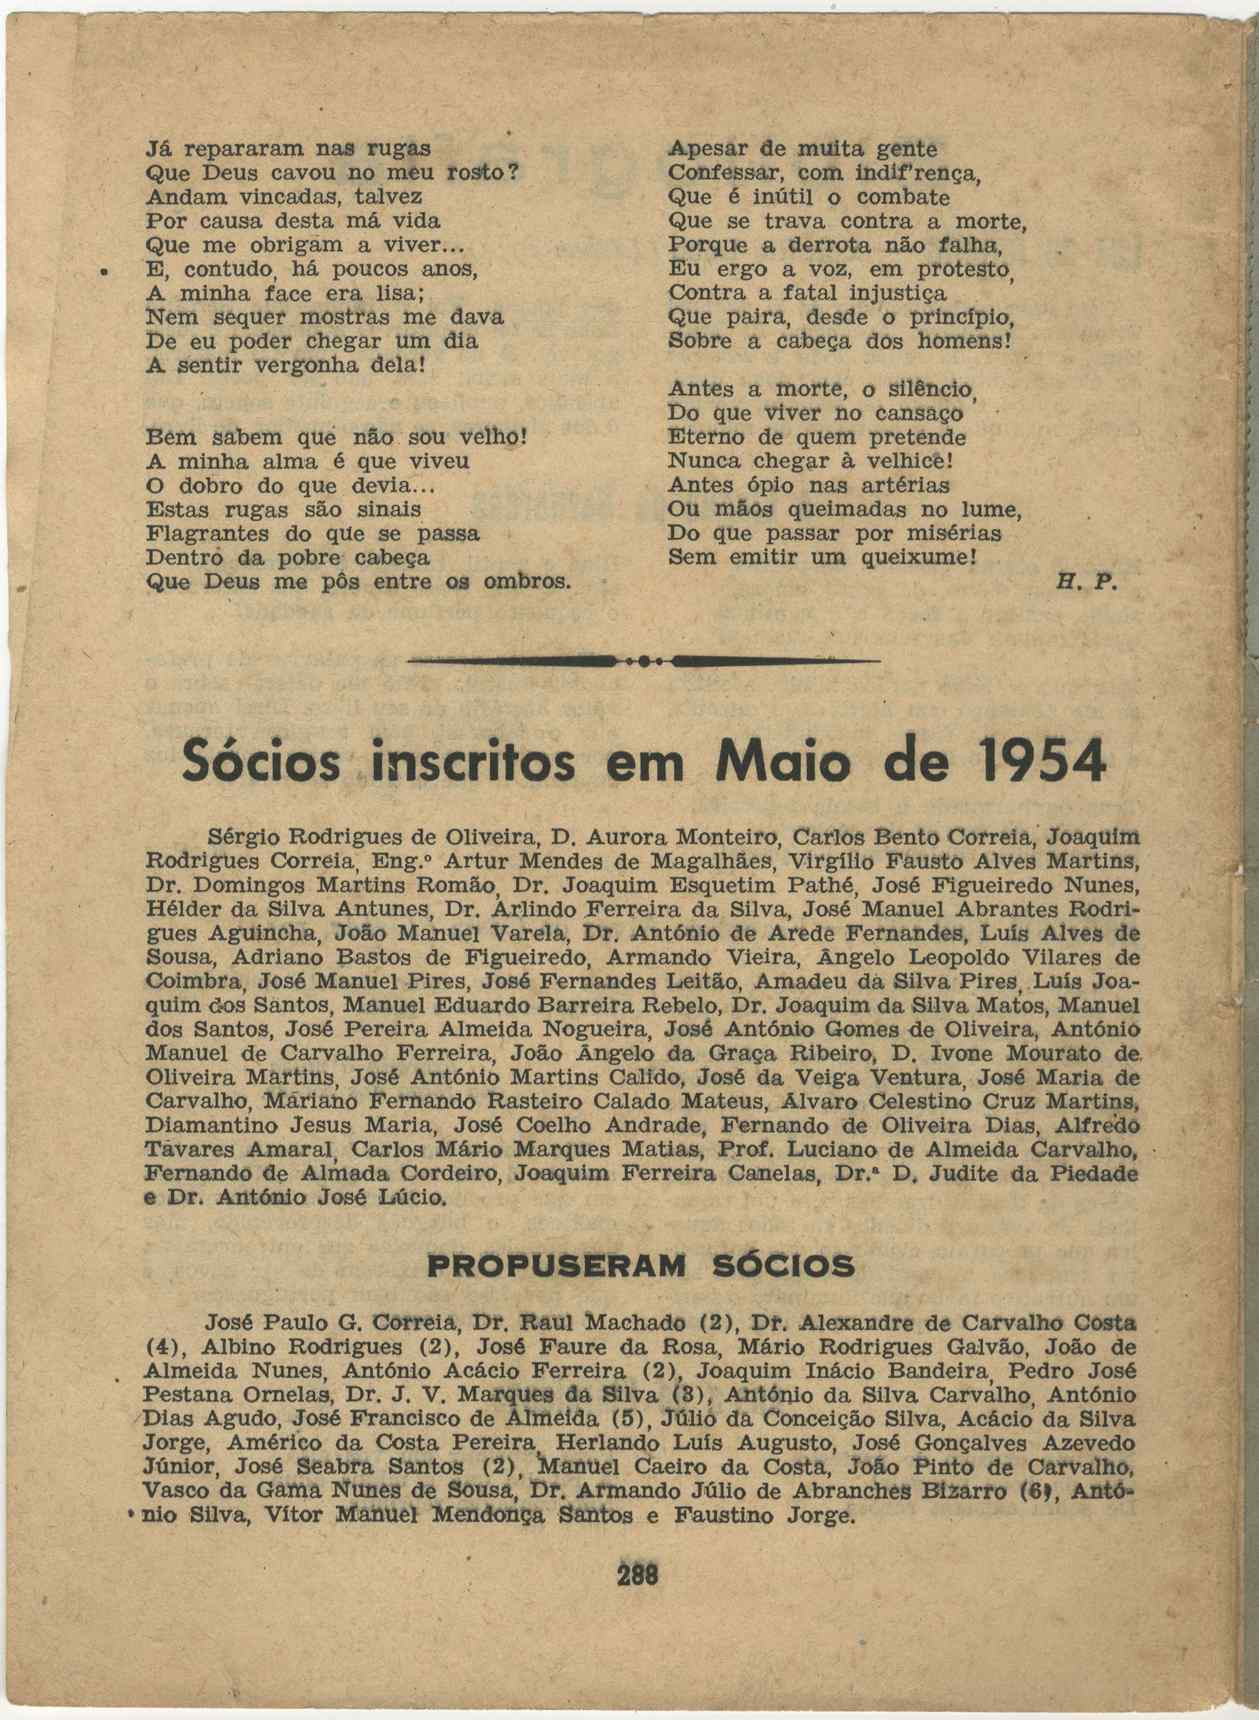 Já repararam nas rugas
Que Deus cavou no meu rosto?
Andam vincadas, talvez
Por causa desta má vida
Que me obrigam a viver...
E, contudo, há poucos anos,
A minha face era lisa;
Nem sequer mostras me dava
De eu poder chegar um dia
A sentir vergonha dela!
Bem sabem que não sou velho!
A minha alma é que viveu
O dobro do que devia...
Estas rugas são sinais
Flagrantes do que se passa
Dentro da pobre cabeça
Que Deus me pôs entre os ombros.
Apesar de muita gente
Confessar, com indif'rença,
Que é inútil o combate
Que se trava contra a morte,
Porque a derrota não falha,
Eu ergo a voz, em protesto,
Contra a fatal injustiça
Que paira, desde o princípio,
Sobre a cabeça dos homens!
Antes a morte, o silêncio,
Do que viver no cansaço
Eterno de quem pretende
Nunca chegar à velhice!
Antes ópio nas artérias
Ou mãos queimadas no lume,
Do que passar por misérias
Sem emitir um queixume!
H. P.
Sócios inscritos em Maio de 1954
Sérgio Rodrigues de Oliveira, D. Aurora Monteiro, Carlos Bento Correia, Joaquim
Rodrigues Correia, Eng.º Artur Mendes de Magalhães, Virgílio Fausto Alves Martins,
Dr. Domingos Martins Romão, Dr. Joaquim Esquetim Pathé, José Figueiredo Nunes,
Hélder da Silva Antunes, Dr. Arlindo Ferreira da Silva, José Manuel Abrantes Rodri-
gues Aguincha, João Manuel Varela, Dr. António de Arede Fernandes, Luís Alves de
Sousa, Adriano Bastos de Figueiredo, Armando Vieira, Ângelo Leopoldo Vilares de
Coimbra, José Manuel Pires, José Fernandes Leitão, Amadeu da Silva Pires, Luís Joa-
quim dos Santos, Manuel Eduardo Barreira Rebelo, Dr. Joaquim da Silva Matos, Manuel
dos Santos, José Pereira Almeida Nogueira, José António Gomes de Oliveira, António
Manuel de Carvalho Ferreira, João Ângelo da Graça Ribeiro, D. Ivone Mourato de
Oliveira Martins, José António Martins Calido, José da Veiga Ventura, José Maria de
Carvalho, Mariano Fernando Rasteiro Calado Mateus, Álvaro Celestino Cruz Martins,
Diamantino Jesus Maria, José Coelho Andrade, Fernando de Oliveira Dias, Alfredo
Tavares Amaral, Carlos Mário Marques Matias, Prof. Luciano de Almeida Carvalho,
Fernando de Almada Cordeiro, Joaquim Ferreira Canelas, Dr.ª D. Judite da Piedade
e Dr. António José Lúcio.
PROPUSERAM SÓCIOS
José Paulo G. Correia, Dr. Raul Machado (2), Dr. Alexandre de Carvalho Costa
(4), Albino Rodrigues (2), José Faure da Rosa, Mário Rodrigues Galvão, João de
Almeida Nunes, António Acácio Ferreira (2), Joaquim Inácio Bandeira, Pedro José
Pestana Ornelas, Dr. J. V. Marques da Silva (3), António da Silva Carvalho, António
Dias Agudo, José Francisco de Almeida (5), Júlio da Conceição Silva, Acácio da Silva
Jorge, Américo da Costa Pereira, Herlando Luís Augusto, José Gonçalves Azevedo
Júnior, José Seabra Santos (2), Manuel Caeiro da Costa, João Pinto de Carvalho,
Vasco da Gama Nunes de Sousa, Dr. Armando Júlio de Abranches Bizarro (6), Antó-
nio Silva, Vítor Manuel Mendonça Santos e Faustino Jorge.
288